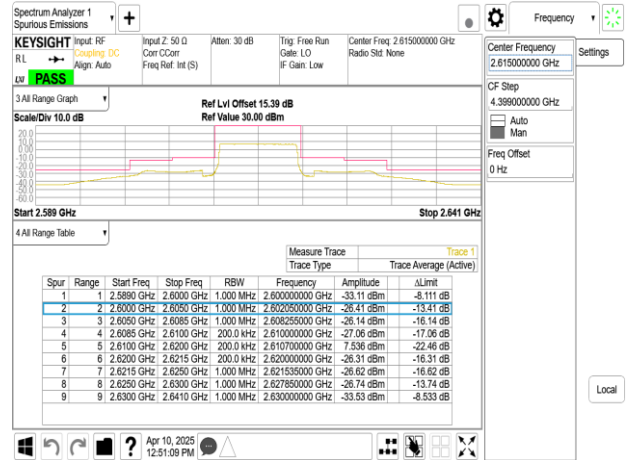 Spectrum Analyzer 1
Spurious Emissions
Frequency
KEYSIGHT
Input: RF
Coupling: DC
Align: Auto
Input Z: 50 Ω
Corr CCorr
Freq Ref: Int (S)
Atten: 30 dB
Trig: Free Run
Gate: LO
IF Gain: Low
Center Freq: 2.615000000 GHz
Radio Std: None
RL
LXI
PASS
Center Frequency
2.615000000 GHz
Settings
CF Step
4.399000000 GHz
Auto
Man
Freq Offset
0 Hz
3 All Range Graph
Scale/Div 10.0 dB
Ref Lvl Offset 15.39 dB
Ref Value 30.00 dBm
20.0
10.0
0.00
-10.0
-20.0
-30.0
-40.0
-50.0
-60.0
Start 2.589 GHz
Stop 2.641 GHz
4 All Range Table
Measure Trace Trace 1
Trace Type Trace Average (Active)
Spur Range Start Freq Stop Freq RBW Frequency Amplitude ΔLimit
1 1 2.5890 GHz 2.6000 GHz 1.000 MHz 2.600000000 GHz -33.11 dBm -8.111 dB
2 2 2.6000 GHz 2.6050 GHz 1.000 MHz 2.602050000 GHz -26.41 dBm -13.41 dB
3 3 2.6050 GHz 2.6085 GHz 1.000 MHz 2.608255000 GHz -26.14 dBm -16.14 dB
4 4 2.6085 GHz 2.6100 GHz 200.0 kHz 2.610000000 GHz -27.06 dBm -17.06 dB
5 5 2.6100 GHz 2.6200 GHz 200.0 kHz 2.610700000 GHz 7.536 dBm -22.46 dB
6 6 2.6200 GHz 2.6215 GHz 200.0 kHz 2.620000000 GHz -26.31 dBm -16.31 dB
7 7 2.6215 GHz 2.6250 GHz 1.000 MHz 2.621535000 GHz -26.62 dBm -16.62 dB
8 8 2.6250 GHz 2.6300 GHz 1.000 MHz 2.627850000 GHz -26.74 dBm -13.74 dB
9 9 2.6300 GHz 2.6410 GHz 1.000 MHz 2.630000000 GHz -33.53 dBm -8.533 dB
Local
?
Apr 10, 2025
12:51:09 PM